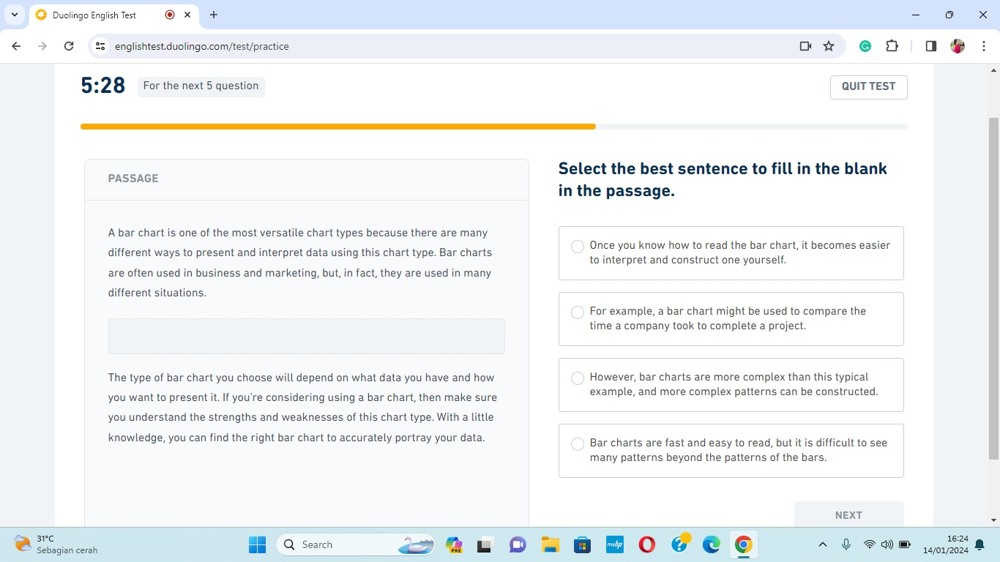 Duolingo English Test
englishtest.duolingo.com/test/practice
5:28
For the next 5 question
QUIT TEST
PASSAGE
A bar chart is one of the most versatile chart types because there are many
different ways to present and interpret data using this chart type. Bar charts
are often used in business and marketing, but, in fact, they are used in many
different situations.
The type of bar chart you choose will depend on what data you have and how
you want to present it. If you're considering using a bar chart, then make sure
you understand the strengths and weaknesses of this chart type. With a little
knowledge, you can find the right bar chart to accurately portray your data.
Select the best sentence to fill in the blank
in the passage.
Once you know how to read the bar chart, it becomes easier
to interpret and construct one yourself.
For example, a bar chart might be used to compare the
time a company took to complete a project.
However, bar charts are more complex than this typical
example, and more complex patterns can be constructed.
Bar charts are fast and easy to read, but it is difficult to see
many patterns beyond the patterns of the bars.
NEXT
31°C
Sebagian cerah
Search
PRE
myhp
16:24
14/01/2024